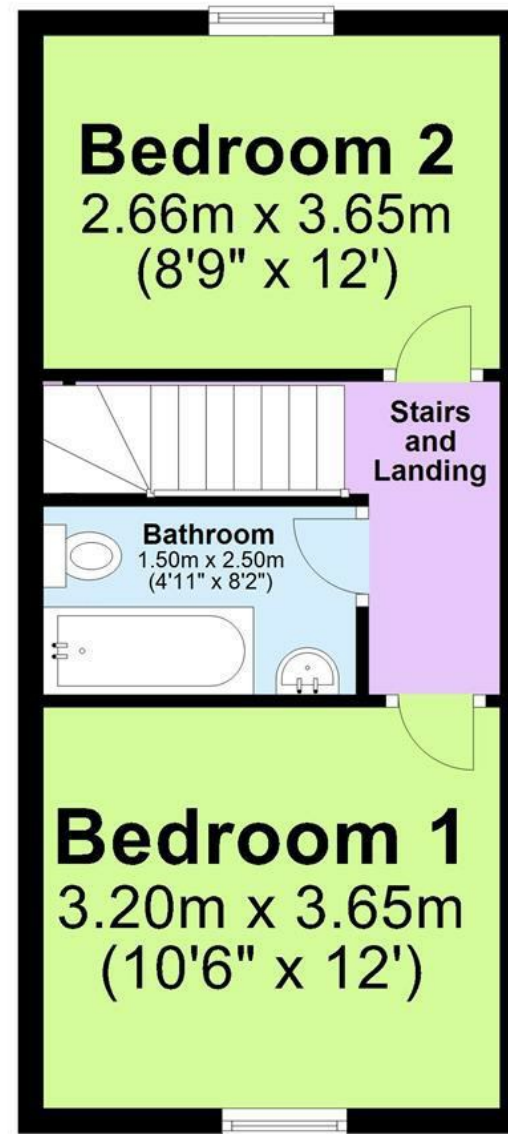 Bedroom 2
2.66m x 3.65m
(8'9" x 12')
Stairs
and
Landing
Bathroom
1.50m x 2.50m
(4'11" x 8'2")
Bedroom 1
3.20m x 3.65m
(10'6" x 12')